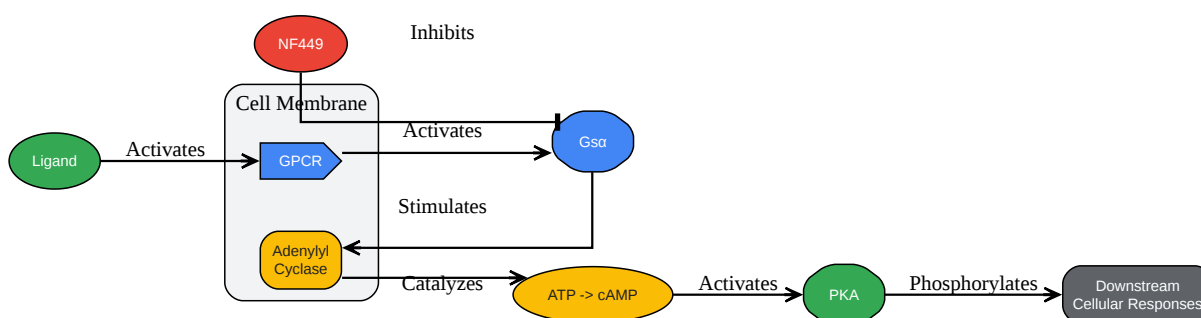 NF449
Inhibits
Cell Membrane
Activates
Gsα
Ligand
Activates
GPCR
Stimulates
Adenylyl
Cyclase
Catalyzes
ATP -> cAMP
Activates
PKA
Phosphorylates
Downstream
Cellular Responses